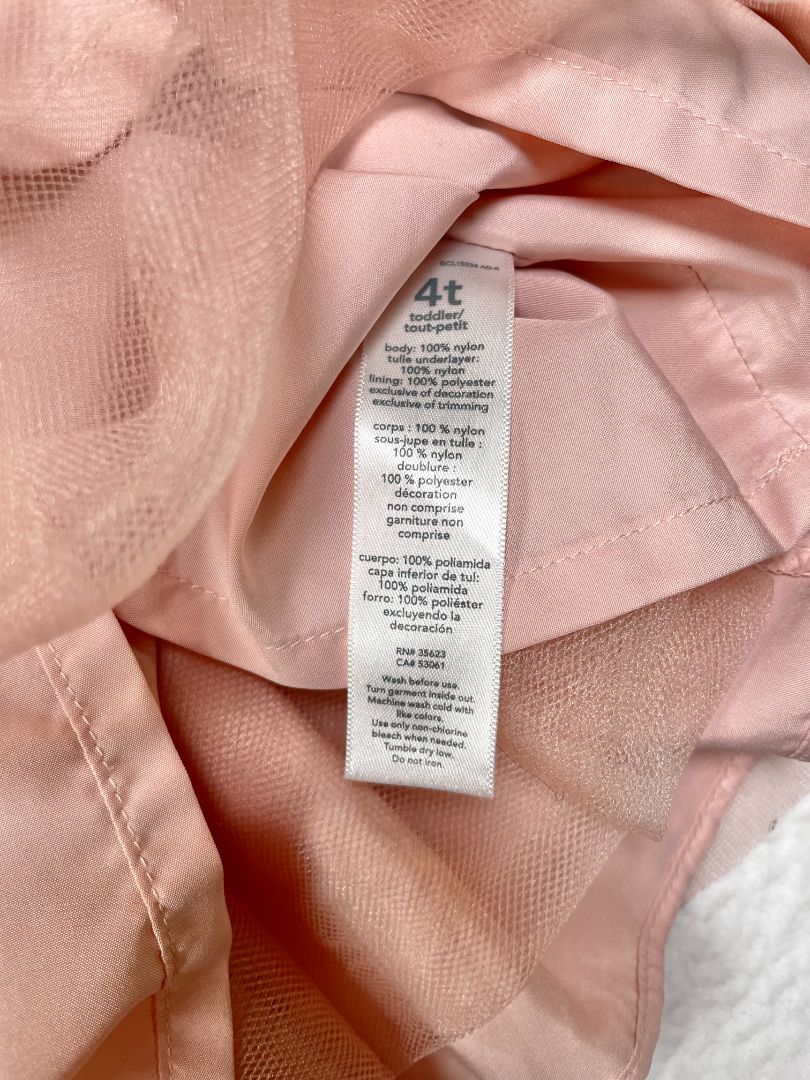 4t
toddler/
tout-petit
body: 100% nylon
tulle underlayer:
100% nylon
lining: 100% polyester
exclusive of decoration
exclusive of trimming
corps : 100 % nylon
sous-jupe en tulle :
100 % nylon
doublure :
100 % polyester
décoration
non comprise
garniture non
comprise
cuerpo: 100% poliamida
capa inferior de tul:
100% poliamida
forro: 100% poliéster
excluyendo la
decoración
RN# 35623
CA# 53061
Wash before use.
Turn garment inside out.
Machine wash cold with
like colors.
Use only non-chlorine
bleach when needed.
Tumble dry low.
Do not iron.